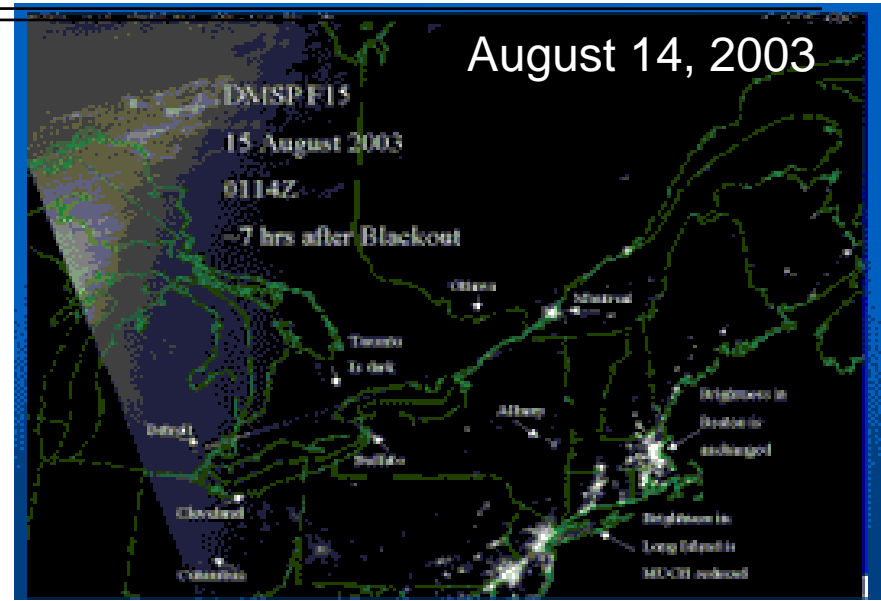 August 14, 2003
DMSP F15
15 August 2003
0114Z
~7 hrs after Blackout
Ottawa
Montreal
Toronto
Is dark
Albany
Brightness in
Boston is
unchanged
Detroit
Buffalo
Cleveland
Brightness in
Long Island is
MUCH reduced
Columbus